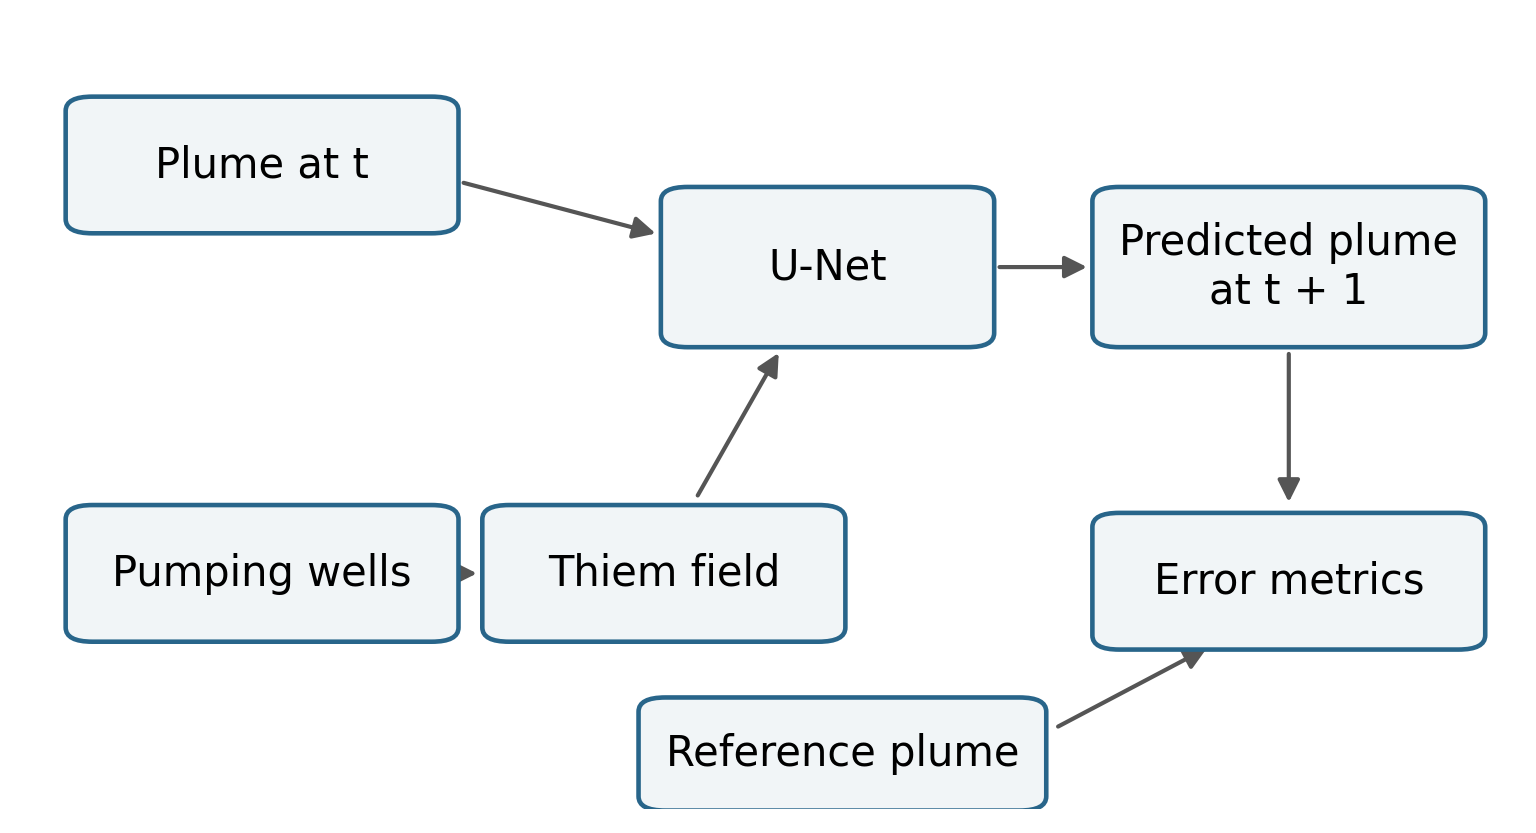 Plume at t
U-Net
Predicted plume
at t + 1
Pumping wells
Thiem field
Error metrics
Reference plume